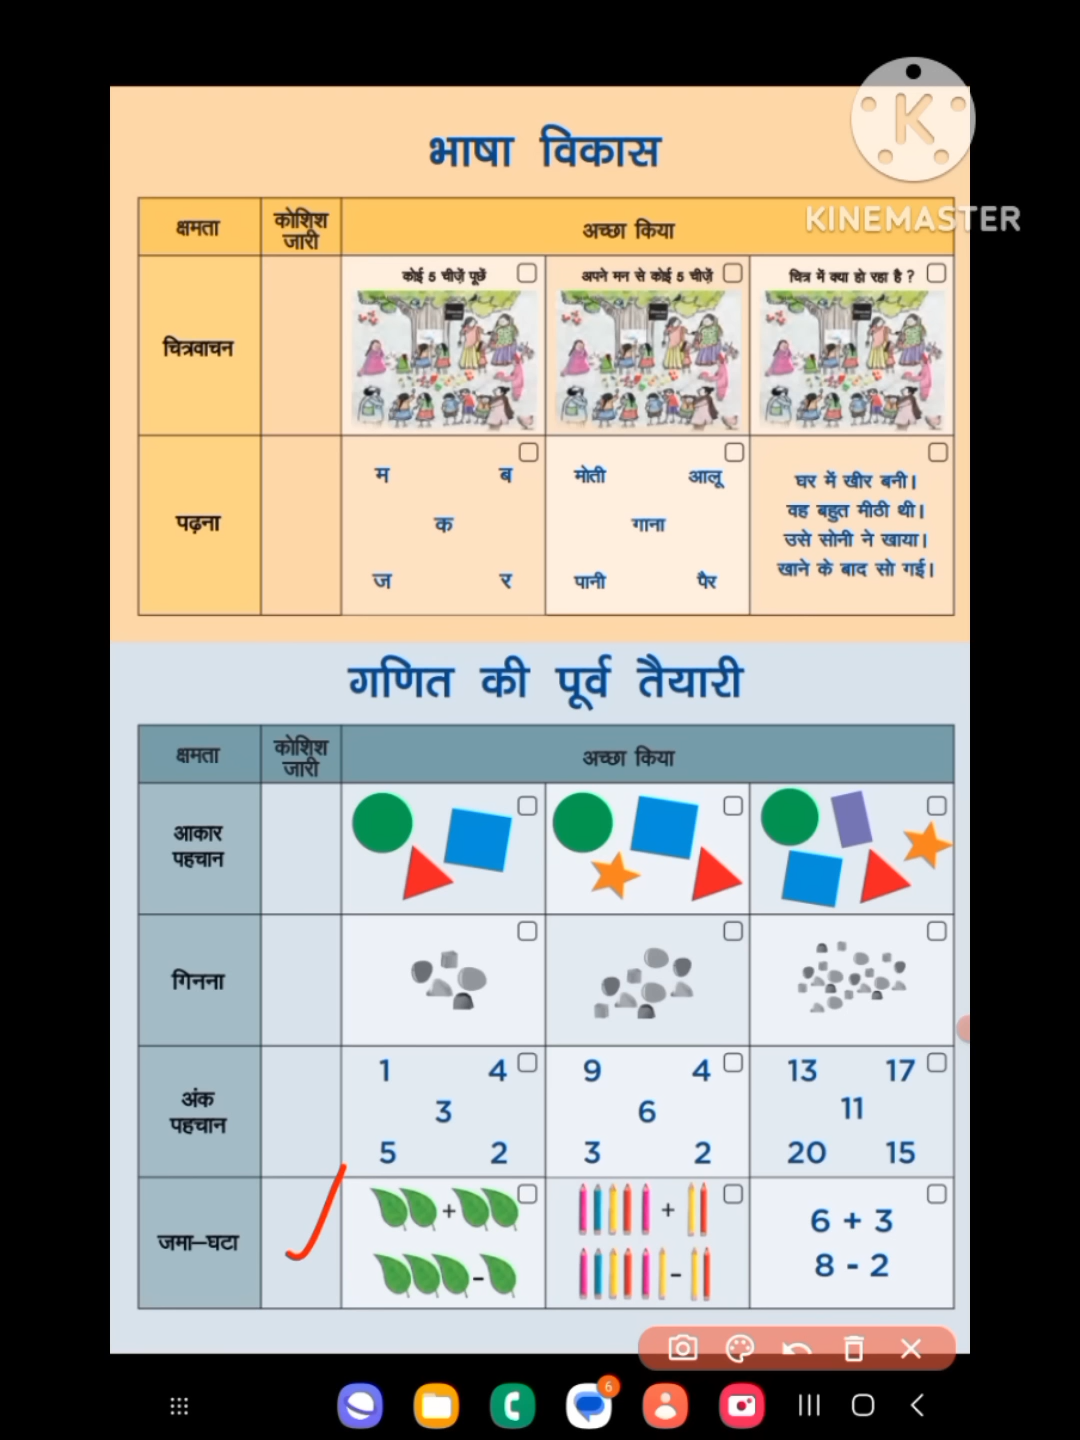 KINEMASTER
भाषा विकास
क्षमता
कोशिश जारी
अच्छा किया
चित्रवाचन
कोई 5 चीज़ें पूछें
अपने मन से कोई 5 चीज़ें
चित्र में क्या हो रहा है ?
पढ़ना
म ब
क
ज र
मोती आलू
गाना
पानी पैर
घर में खीर बनी।
वह बहुत मीठी थी।
उसे सोनी ने खाया।
खाने के बाद सो गई।
गणित की पूर्व तैयारी
क्षमता
कोशिश जारी
अच्छा किया
आकार
पहचान
गिनना
अंक
पहचान
1 4
3
5 2
9 4
6
3 2
13 17
11
20 15
जमा–घटा
+
-
+
-
6 + 3
8 - 2
6